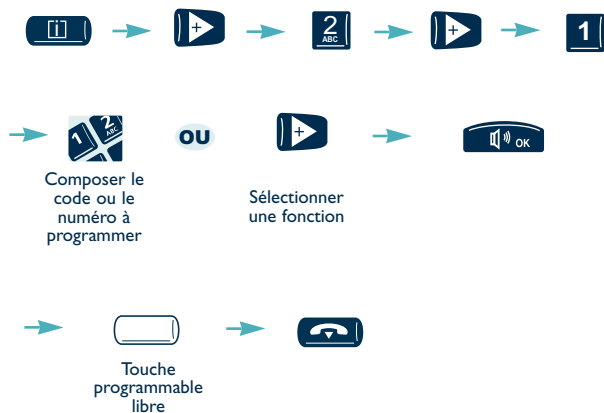 [i] + 2 ABC + 1
1 2 ABC OU + OK
Composer le
code ou le
numéro à
programmer
Sélectionner
une fonction
Touche
programmable
libre